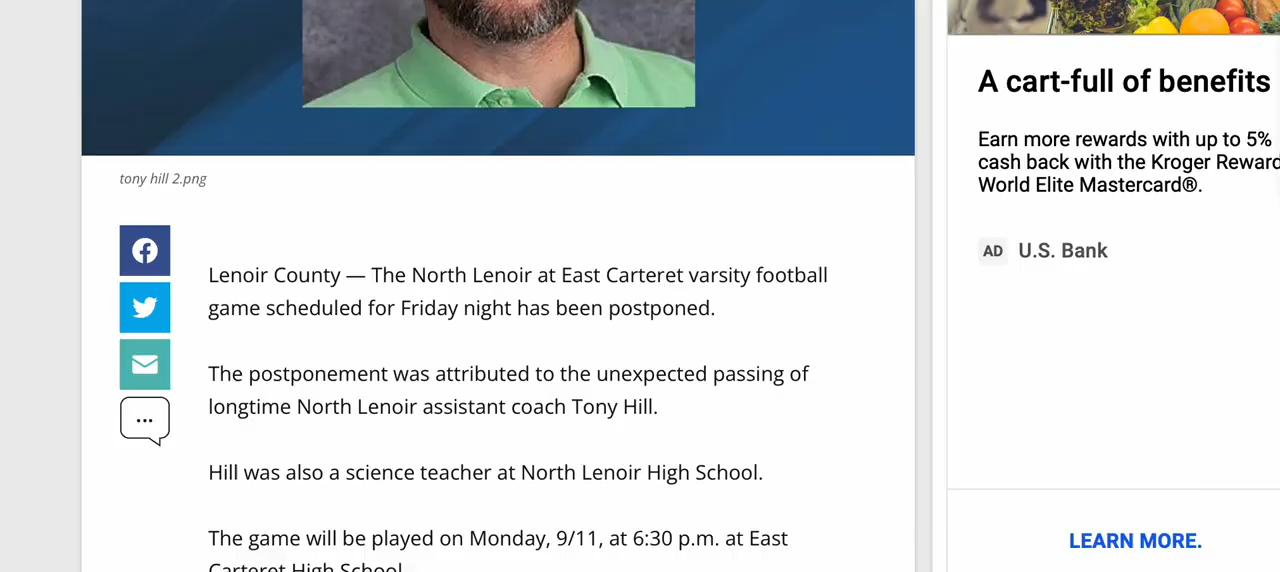 tony hill 2.png
Lenoir County — The North Lenoir at East Carteret varsity football
game scheduled for Friday night has been postponed.
The postponement was attributed to the unexpected passing of
longtime North Lenoir assistant coach Tony Hill.
Hill was also a science teacher at North Lenoir High School.
The game will be played on Monday, 9/11, at 6:30 p.m. at East
Carteret High School.
A cart-full of benefits
Earn more rewards with up to 5%
cash back with the Kroger Reward
World Elite Mastercard®.
AD U.S. Bank
LEARN MORE.